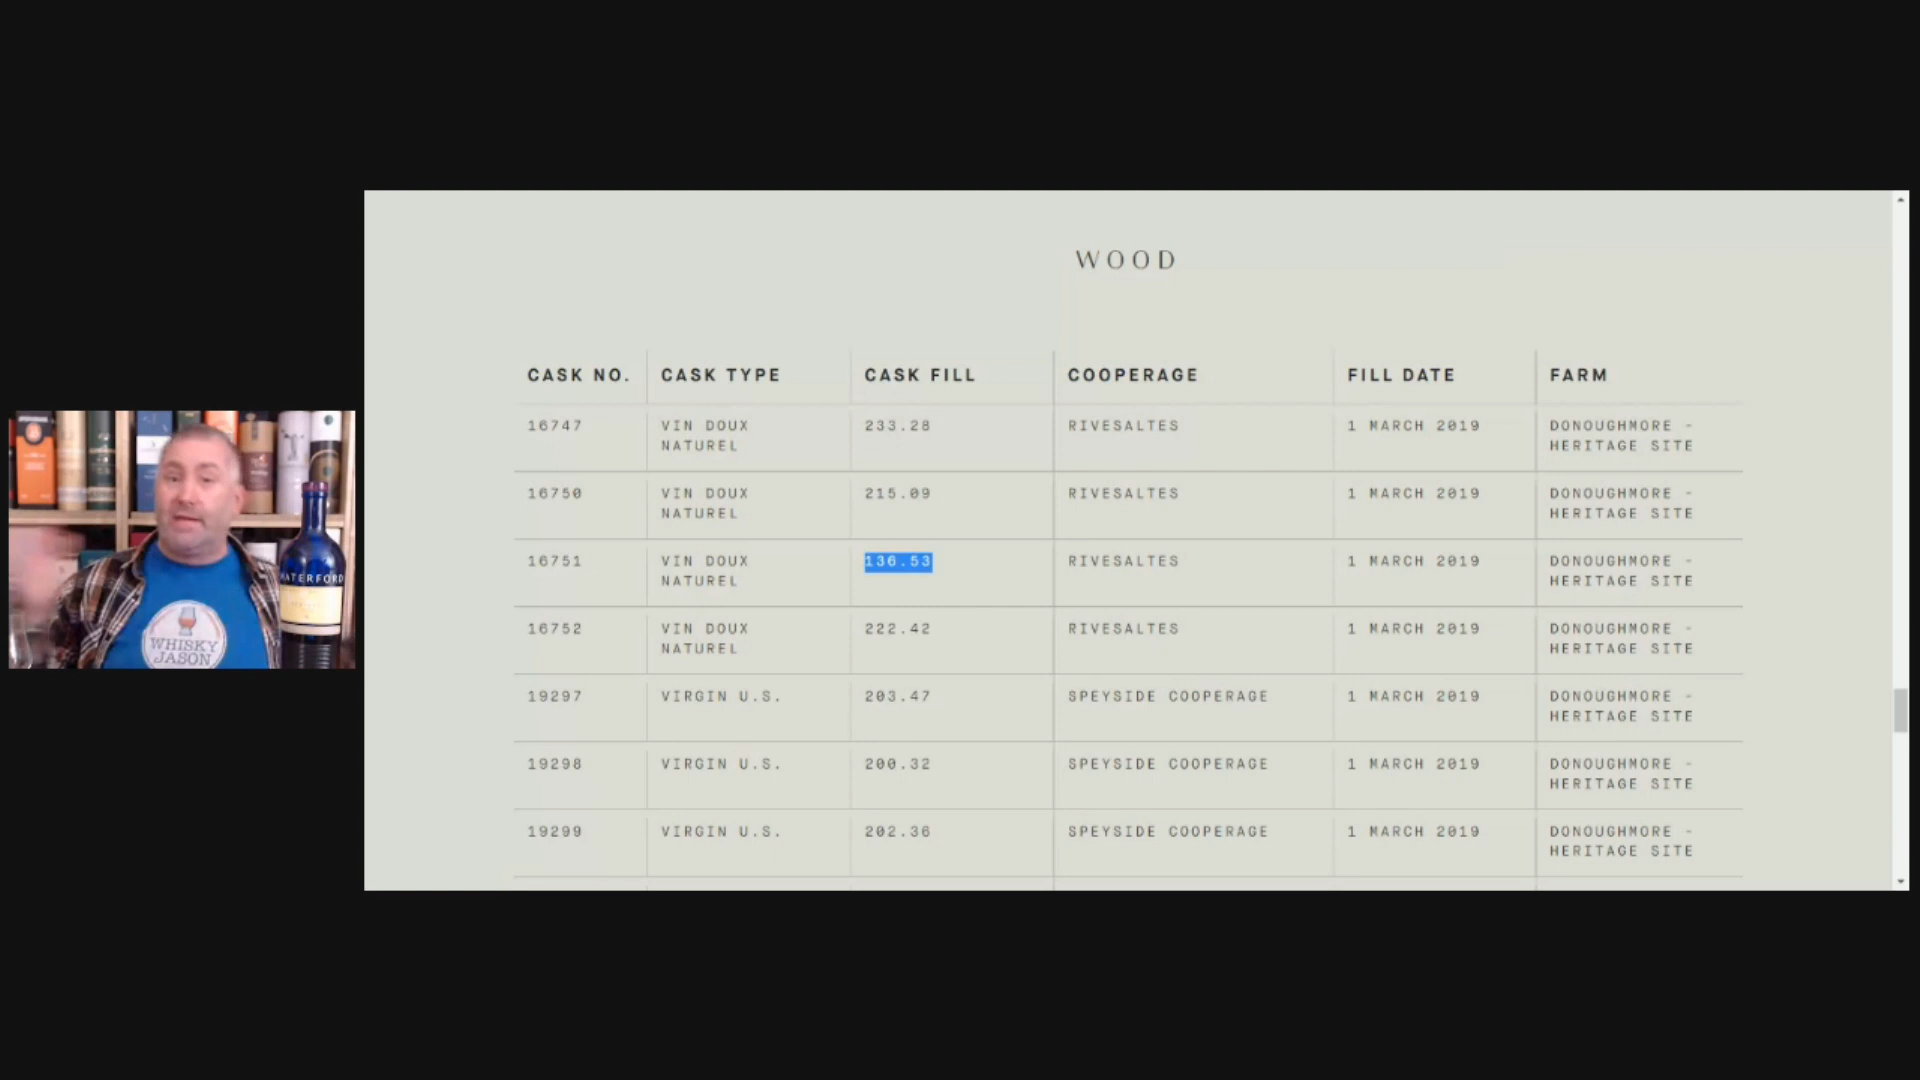 WOOD
CASK NO. CASK TYPE CASK FILL COOPERAGE FILL DATE FARM
16747 VIN DOUX NATUREL 233.28 RIVESALTES 1 MARCH 2019 DONOUGHMORE - HERITAGE SITE
16750 VIN DOUX NATUREL 215.09 RIVESALTES 1 MARCH 2019 DONOUGHMORE - HERITAGE SITE
16751 VIN DOUX NATUREL 136.53 RIVESALTES 1 MARCH 2019 DONOUGHMORE - HERITAGE SITE
16752 VIN DOUX NATUREL 222.42 RIVESALTES 1 MARCH 2019 DONOUGHMORE - HERITAGE SITE
19297 VIRGIN U.S. 203.47 SPEYSIDE COOPERAGE 1 MARCH 2019 DONOUGHMORE - HERITAGE SITE
19298 VIRGIN U.S. 200.32 SPEYSIDE COOPERAGE 1 MARCH 2019 DONOUGHMORE - HERITAGE SITE
19299 VIRGIN U.S. 202.36 SPEYSIDE COOPERAGE 1 MARCH 2019 DONOUGHMORE - HERITAGE SITE
WATERFORD
WHISKY
JASON